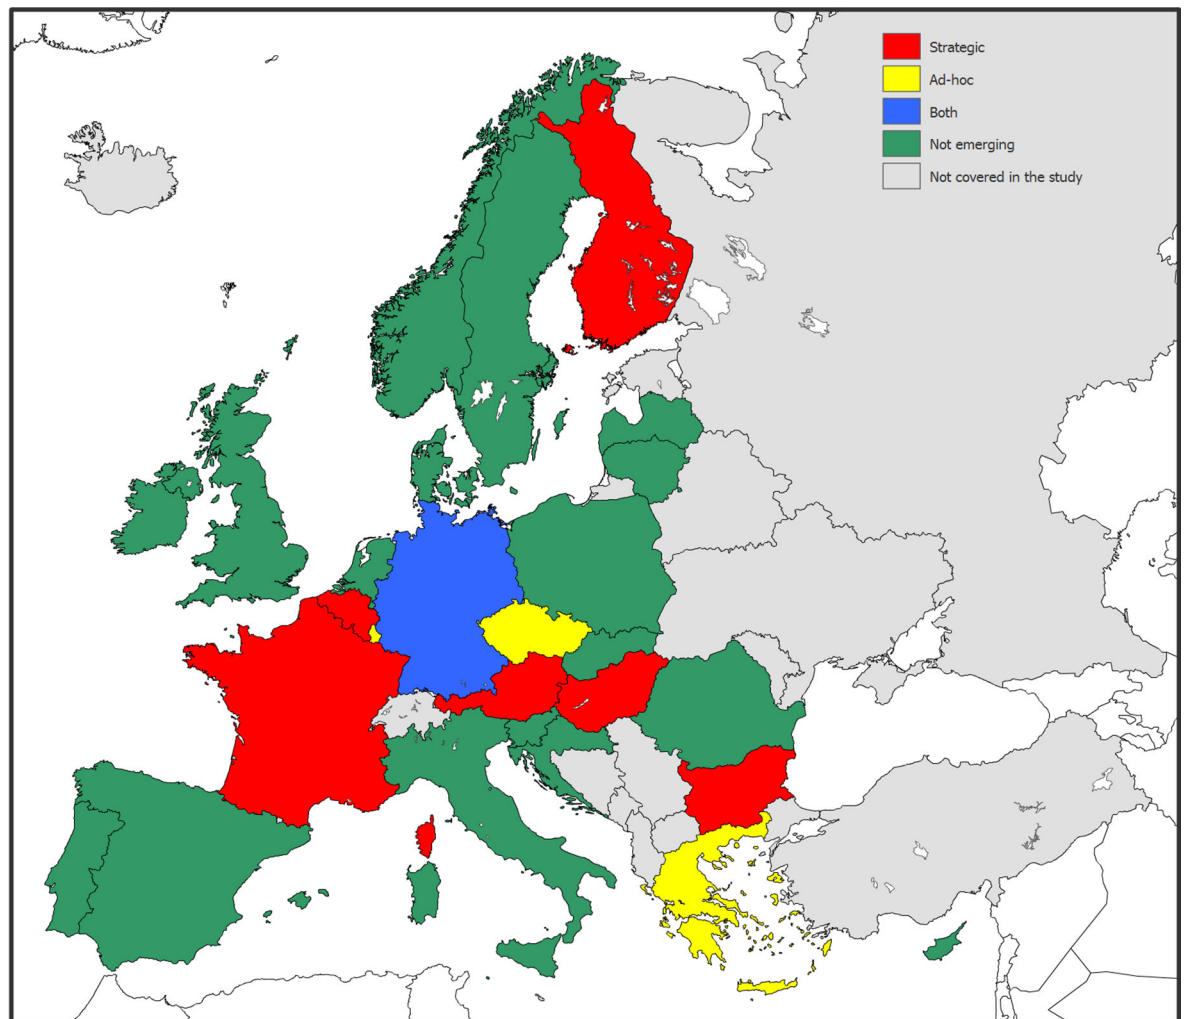 Strategic
Ad-hoc
Both
Not emerging
Not covered in the study